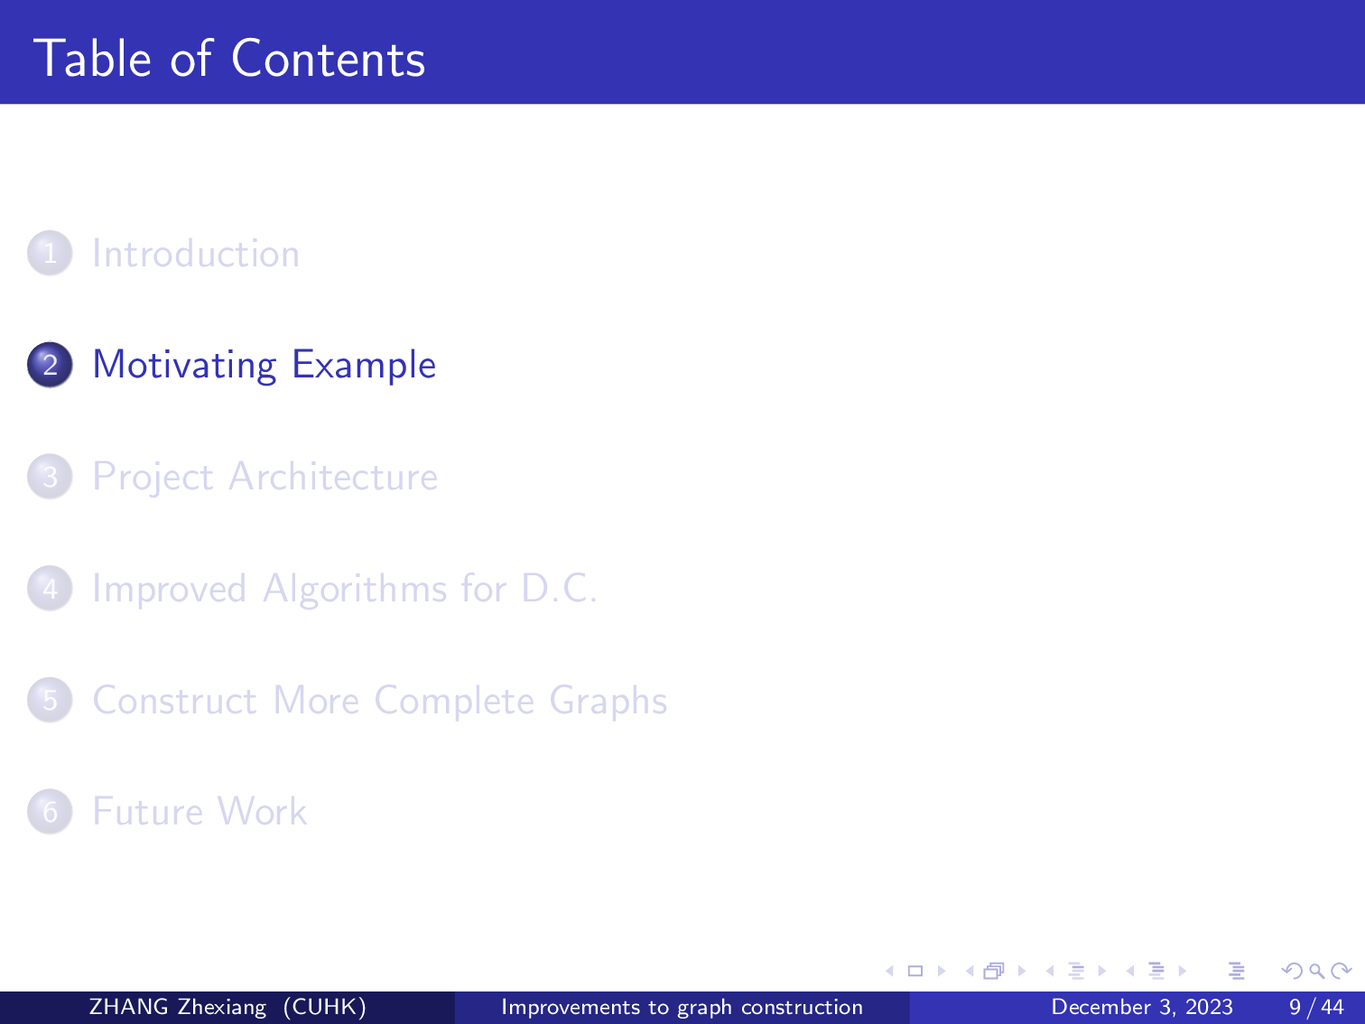 Table of Contents
1 Introduction
2 Motivating Example
3 Project Architecture
4 Improved Algorithms for D.C.
5 Construct More Complete Graphs
6 Future Work
ZHANG Zhexiang (CUHK) Improvements to graph construction December 3, 2023 9 / 44